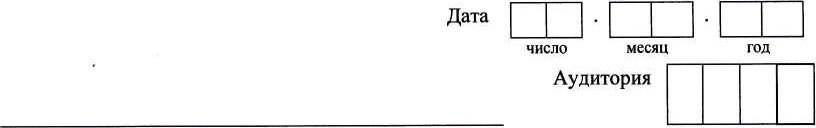 Дата . .
число месяц год
Аудитория